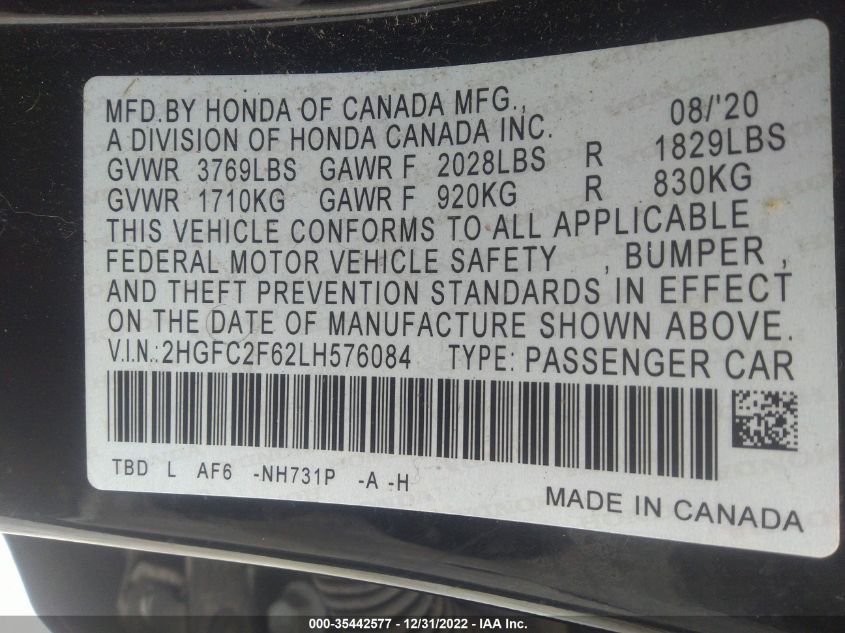 MFD.BY HONDA OF CANADA MFG., 08/'20
A DIVISION OF HONDA CANADA INC.
GVWR 3769LBS GAWR F 2028LBS R 1829LBS
GVWR 1710KG GAWR F 920KG R 830KG
THIS VEHICLE CONFORMS TO ALL APPLICABLE
FEDERAL MOTOR VEHICLE SAFETY , BUMPER ,
AND THEFT PREVENTION STANDARDS IN EFFECT
ON THE DATE OF MANUFACTURE SHOWN ABOVE.
V.I.N.:2HGFC2F62LH576084 TYPE: PASSENGER CAR
TBD L AF6 -NH731P -A -H
MADE IN CANADA
000-35442577 - 12/31/2022 - IAA Inc.